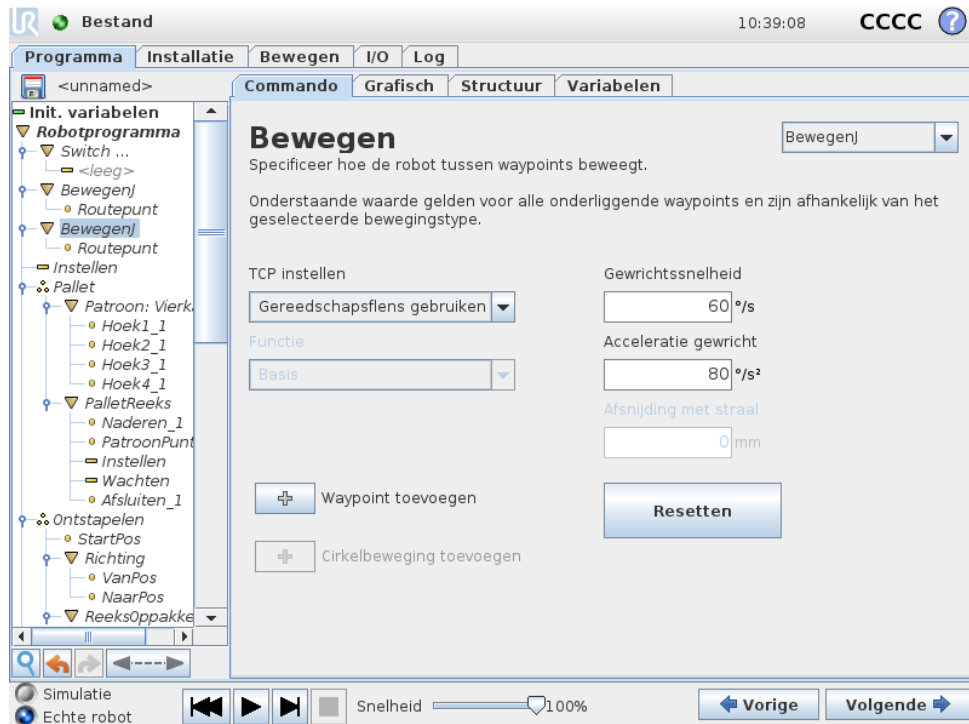 UR Bestand 10:39:08 CCCC ?
Programma Installatie Bewegen I/O Log
<unnamed> Commando Grafisch Structuur Variabelen
Init. variabelen
Robotprogramma
Switch ...
<leeg>
BewegenJ
Routepunt
BewegenJ
Routepunt
Instellen
Pallet
Patroon: Vierk
Hoek1_1
Hoek2_1
Hoek3_1
Hoek4_1
PalletReeks
Naderen_1
PatroonPunt
Instellen
Wachten
Afsluiten_1
Ontstapelen
StartPos
Richting
VanPos
NaarPos
ReeksOppakke
Bewegen
BewegenJ
Specificeer hoe de robot tussen waypoints beweegt.
Onderstaande waarde gelden voor alle onderliggende waypoints en zijn afhankelijk van het
geselecteerde bewegingstype.
TCP instellen
Gereedschapsflens gebruiken
Functie
Basis
Gewrichtssnelheid
60 °/s
Acceleratie gewricht
80 °/s²
Afsnijding met straal
0 mm
Waypoint toevoegen
Resetten
Cirkelbeweging toevoegen
Simulatie
Echte robot
Snelheid 100%
Vorige
Volgende